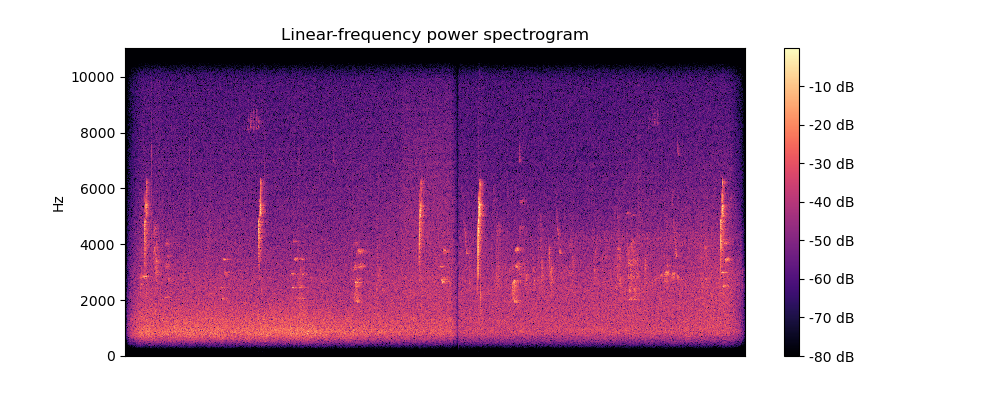 Linear-frequency power spectrogram
10000
8000
6000
4000
2000
0
Hz
-10 dB
-20 dB
-30 dB
-40 dB
-50 dB
-60 dB
-70 dB
-80 dB